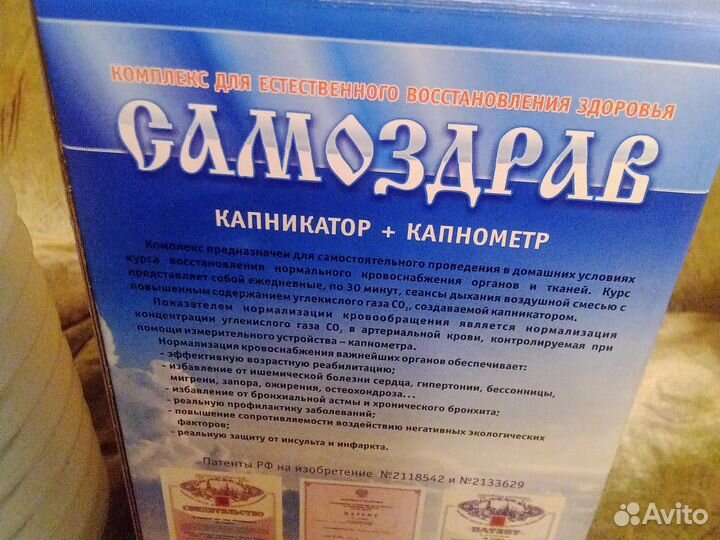 КОМПЛЕКС ДЛЯ ЕСТЕСТВЕННОГО ВОССТАНОВЛЕНИЯ ЗДОРОВЬЯ
САМОЗДРАВ
КАПНИКАТОР + КАПНОМЕТР
Комплекс предназначен для самостоятельного проведения в домашних условиях
курса восстановления нормального кровоснабжения органов и тканей. Курс
представляет собой ежедневные, по 30 минут, сеансы дыхания воздушной смесью с
повышенным содержанием углекислого газа CO₂, создаваемой капникатором.
Показателем нормализации кровообращения является нормализация
концентрации углекислого газа CO₂ в артериальной крови, контролируемая при
помощи измерительного устройства – капнометра.
Нормализация кровоснабжения важнейших органов обеспечивает:
- эффективную возрастную реабилитацию;
- избавление от ишемической болезни сердца, гипертонии, бессонницы,
мигрени, запора, ожирения, остеохондроза...
- избавление от бронхиальной астмы и хронического бронхита;
- реальную профилактику заболеваний;
- повышение сопротивляемости воздействию негативных экологических
факторов;
- реальную защиту от инсульта и инфаркта.
Патенты РФ на изобретение №2118542 и №2133629
СВИДЕТЕЛЬСТВО
ПАТЕНТ
ПАТЕНТ
Avito